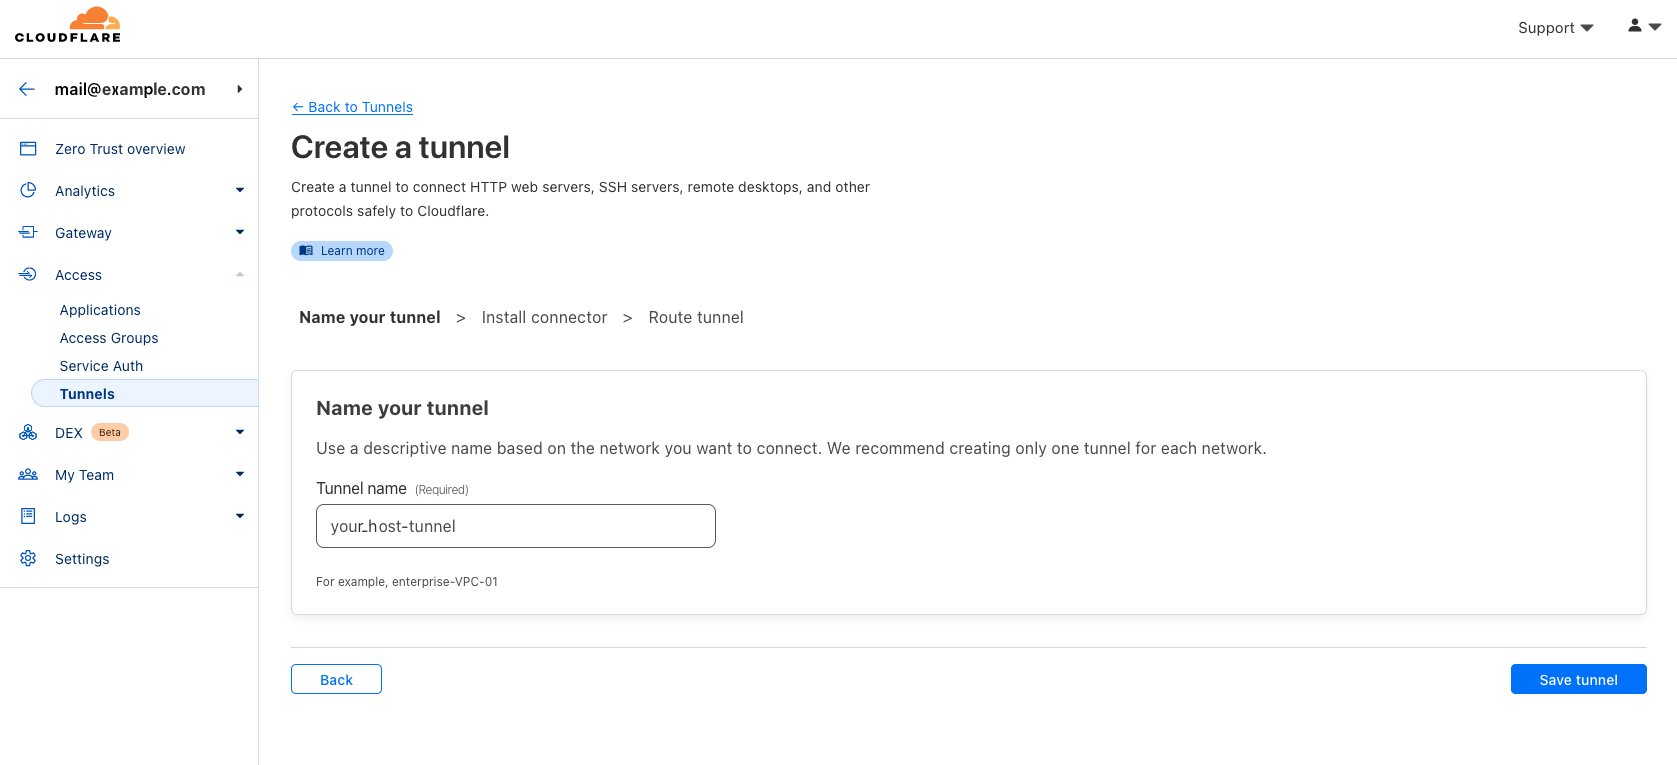 CLOUDFLARE
Support
mail@example.com
Zero Trust overview
Analytics
Gateway
Access
Applications
Access Groups
Service Auth
Tunnels
DEX Beta
My Team
Logs
Settings
← Back to Tunnels
Create a tunnel
Create a tunnel to connect HTTP web servers, SSH servers, remote desktops, and other
protocols safely to Cloudflare.
Learn more
Name your tunnel > Install connector > Route tunnel
Name your tunnel
Use a descriptive name based on the network you want to connect. We recommend creating only one tunnel for each network.
Tunnel name (Required)
your_host-tunnel
For example, enterprise-VPC-01
Back
Save tunnel